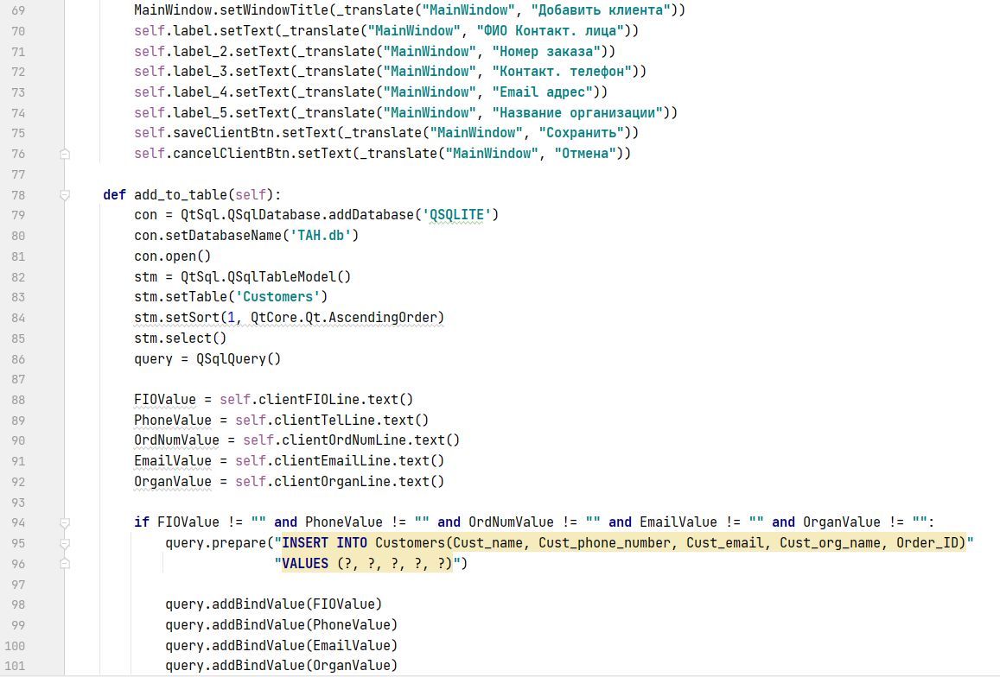 69 MainWindow.setWindowTitle(_translate("MainWindow", "Добавить клиента"))
70 self.label.setText(_translate("MainWindow", "ФИО Контакт. лица"))
71 self.label_2.setText(_translate("MainWindow", "Номер заказа"))
72 self.label_3.setText(_translate("MainWindow", "Контакт. телефон"))
73 self.label_4.setText(_translate("MainWindow", "Email адрес"))
74 self.label_5.setText(_translate("MainWindow", "Название организации"))
75 self.saveClientBtn.setText(_translate("MainWindow", "Сохранить"))
76 self.cancelClientBtn.setText(_translate("MainWindow", "Отмена"))
77
78 def add_to_table(self):
79 con = QtSql.QSqlDatabase.addDatabase('QSQLITE')
80 con.setDatabaseName('TAH.db')
81 con.open()
82 stm = QtSql.QSqlTableModel()
83 stm.setTable('Customers')
84 stm.setSort(1, QtCore.Qt.AscendingOrder)
85 stm.select()
86 query = QSqlQuery()
87
88 FIOValue = self.clientFIOLine.text()
89 PhoneValue = self.clientTelLine.text()
90 OrdNumValue = self.clientOrdNumLine.text()
91 EmailValue = self.clientEmailLine.text()
92 OrganValue = self.clientOrganLine.text()
93
94 if FIOValue != "" and PhoneValue != "" and OrdNumValue != "" and EmailValue != "" and OrganValue != "":
95 query.prepare("INSERT INTO Customers(Cust_name, Cust_phone_number, Cust_email, Cust_org_name, Order_ID)"
96 "VALUES (?, ?, ?, ?, ?)")
97
98 query.addBindValue(FIOValue)
99 query.addBindValue(PhoneValue)
100 query.addBindValue(EmailValue)
101 query.addBindValue(OrganValue)